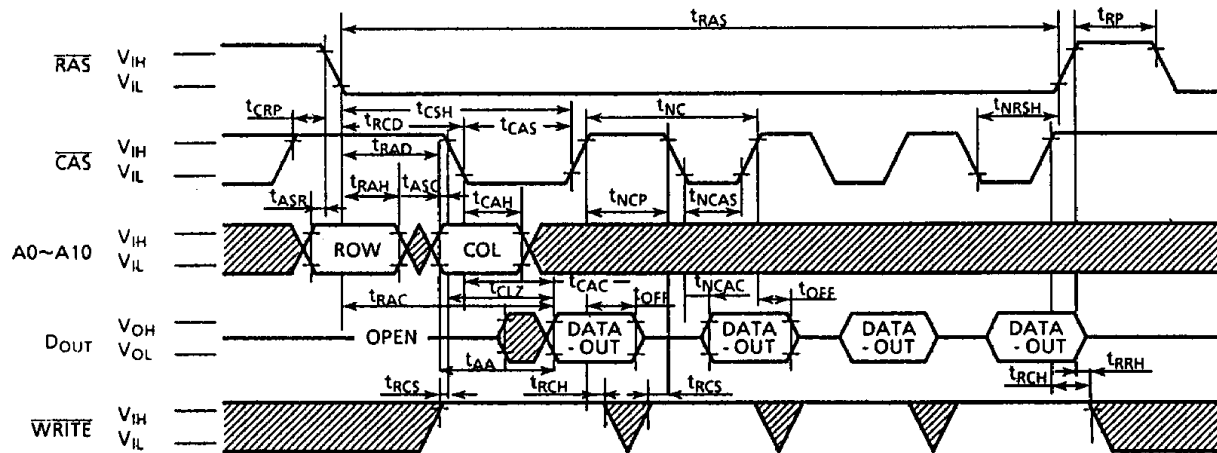 tRAS
tRP
RAS
VIH
VIL
tCRP
tCSH
tNC
tNRSH
tRCD
tCAS
CAS
VIH
VIL
tRAD
tRAH
tASC
tASR
tCAH
tNCP
tNCAS
A0~A10
VIH
VIL
ROW
COL
tCLZ
tCAC
tNCAC
tRAC
tOFF
tOFF
DOUT
VOH
VOL
OPEN
DATA
-OUT
DATA
-OUT
DATA
-OUT
DATA
-OUT
tAA
tRCS
tRCH
tRCS
tRCH
tRRH
WRITE
VIH
VIL